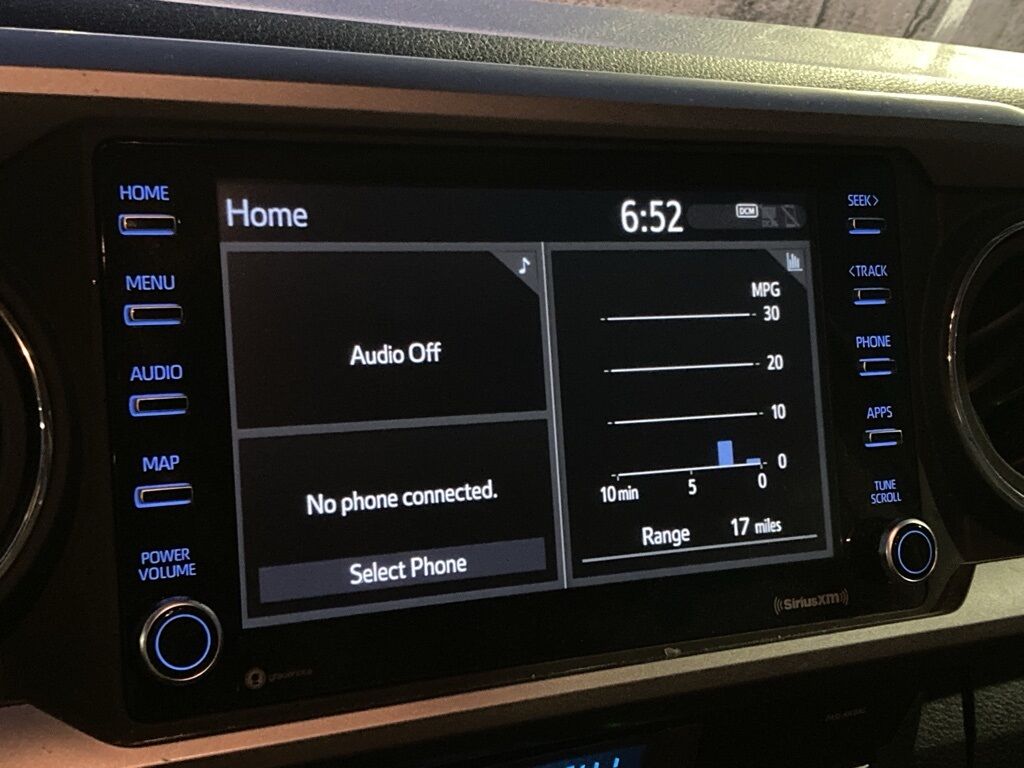 HOME
MENU
AUDIO
MAP
POWER
VOLUME
Home
6:52
DCM
Audio Off
No phone connected.
Select Phone
MPG
30
20
10
0
10 min 5 0
Range 17 miles
SEEK >
< TRACK
PHONE
APPS
TUNE
SCROLL
SiriusXM
gracenote